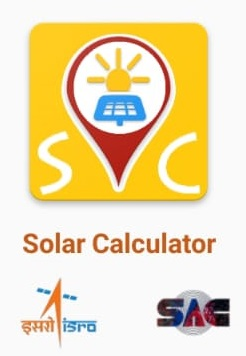 S C
Solar Calculator
इसरो isro
SAC